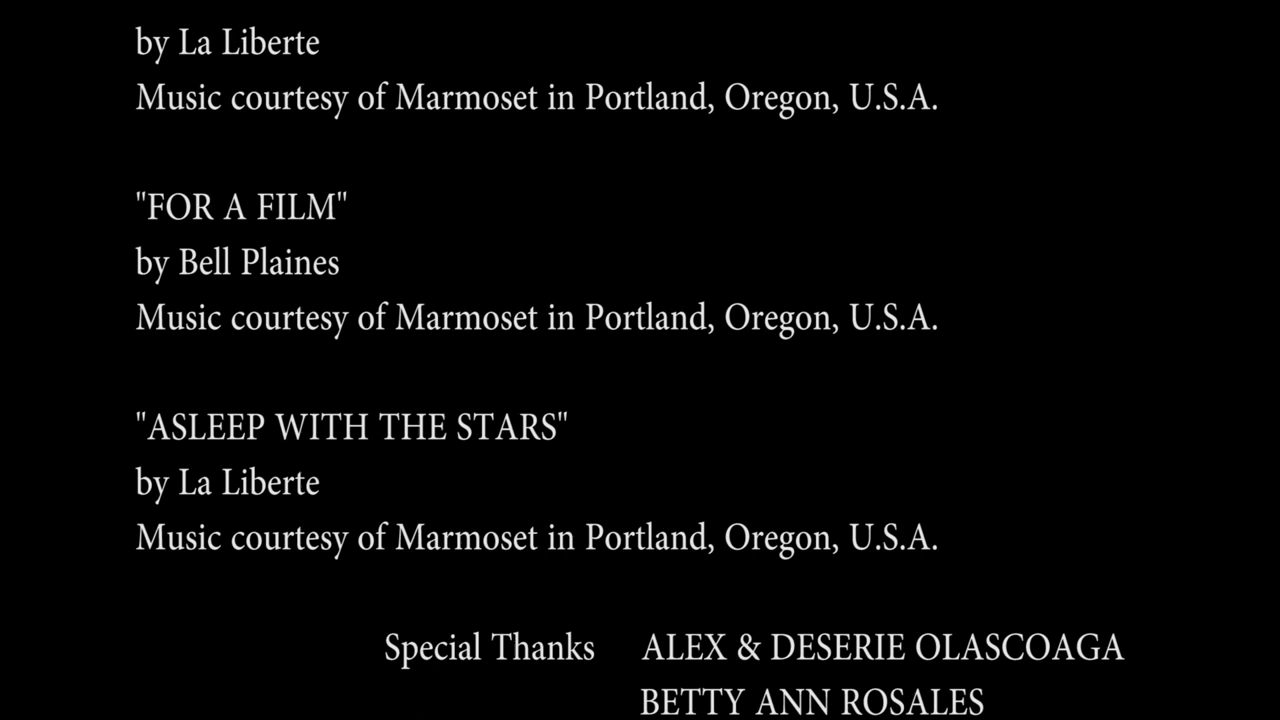 by La Liberte
Music courtesy of Marmoset in Portland, Oregon, U.S.A.
"FOR A FILM"
by Bell Plaines
Music courtesy of Marmoset in Portland, Oregon, U.S.A.
"ASLEEP WITH THE STARS"
by La Liberte
Music courtesy of Marmoset in Portland, Oregon, U.S.A.
Special Thanks ALEX & DESERIE OLASCOAGA
BETTY ANN ROSALES